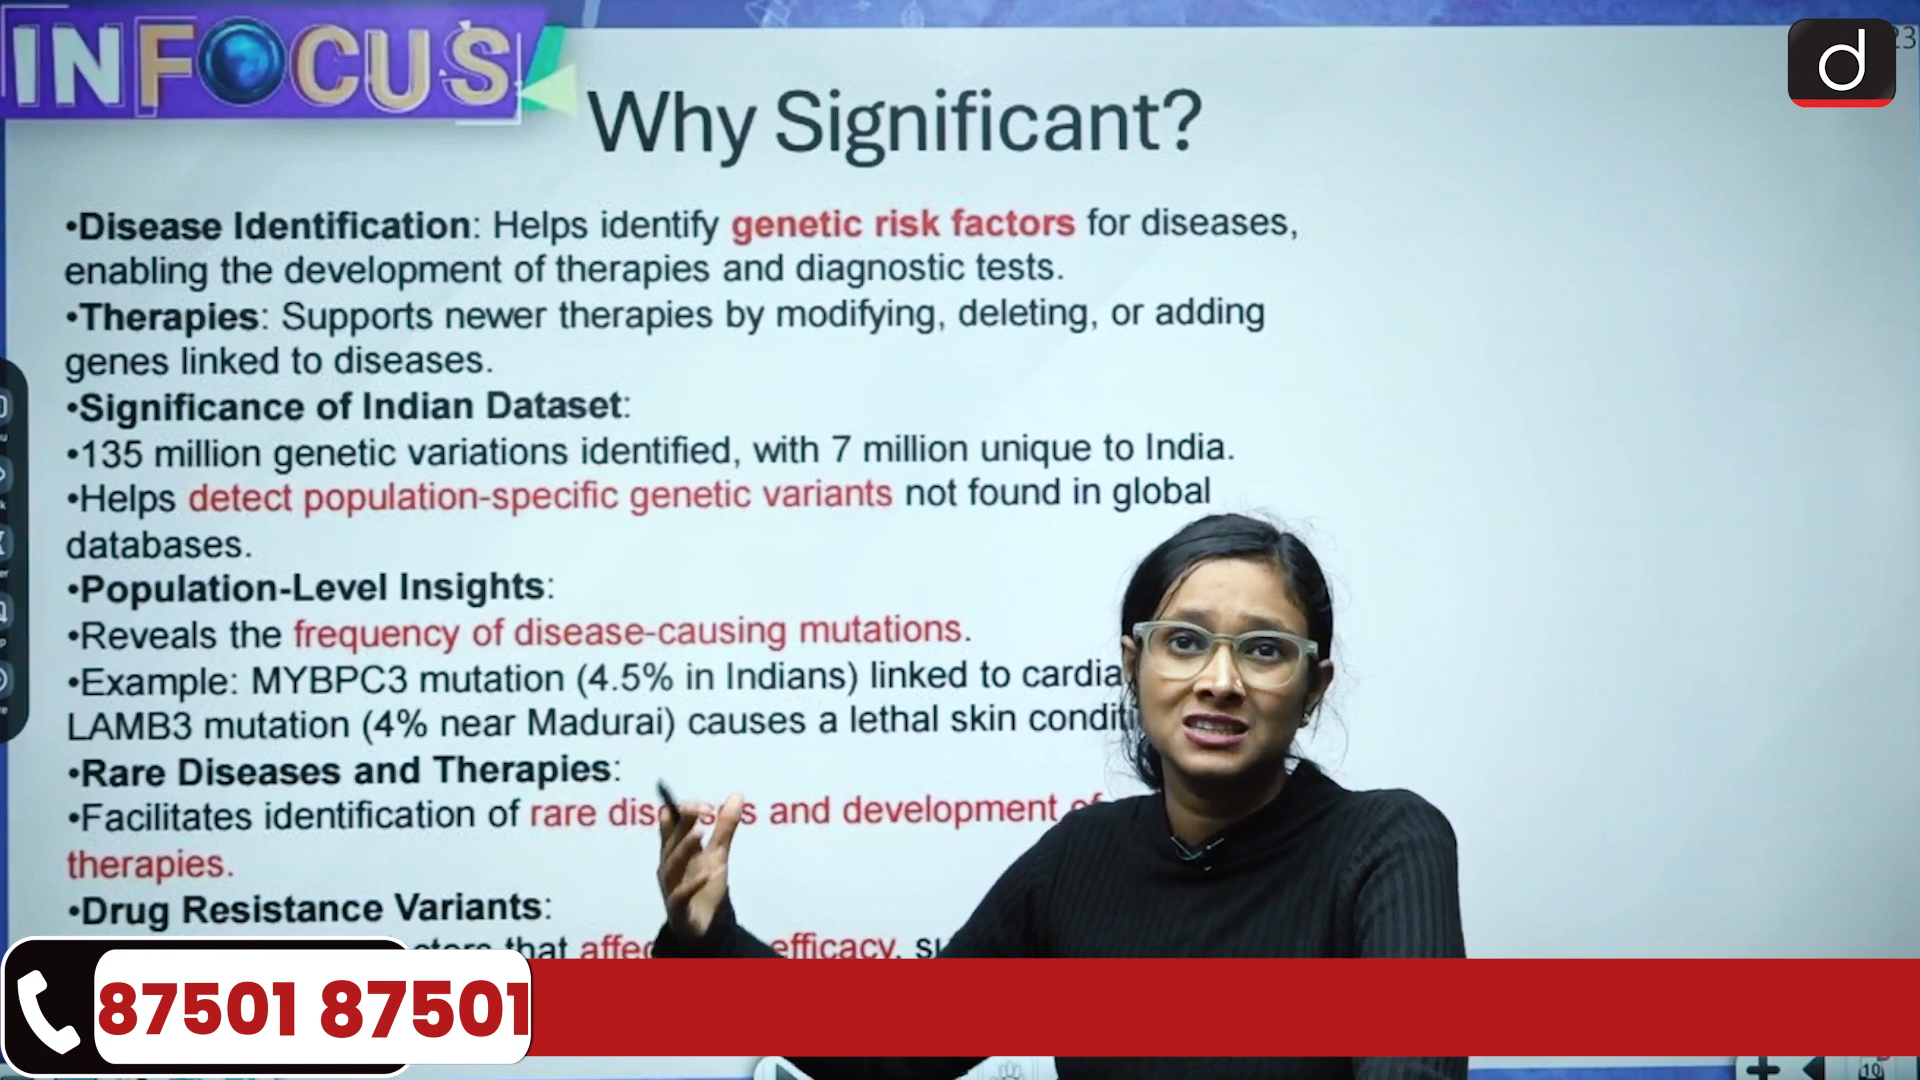 INFOCUS
d
23
Why Significant?
•Disease Identification: Helps identify genetic risk factors for diseases,
enabling the development of therapies and diagnostic tests.
•Therapies: Supports newer therapies by modifying, deleting, or adding
genes linked to diseases.
•Significance of Indian Dataset:
•135 million genetic variations identified, with 7 million unique to India.
•Helps detect population-specific genetic variants not found in global
databases.
•Population-Level Insights:
•Reveals the frequency of disease-causing mutations.
•Example: MYBPC3 mutation (4.5% in Indians) linked to
LAMB3 mutation (4% near Madurai) causes a lethal skin
•Rare Diseases and Therapies:
•Facilitates identification of rare and development
therapies.
•Drug Resistance Variants:
that efficacy,
87501 87501
10